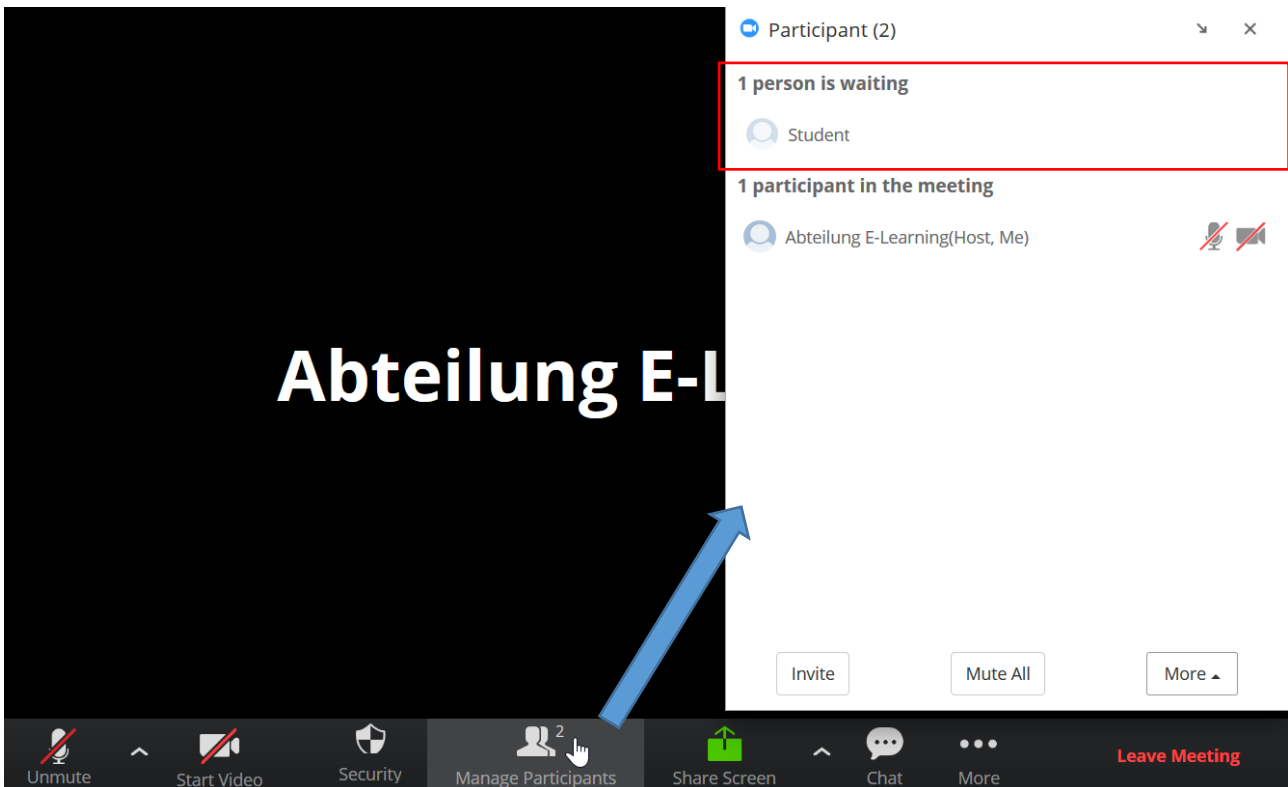 Participant (2)
1 person is waiting
Student
1 participant in the meeting
Abteilung E-Learning(Host, Me)
Abteilung E-L
Invite
Mute All
More
2
Unmute
Start Video
Security
Manage Participants
Share Screen
Chat
More
Leave Meeting